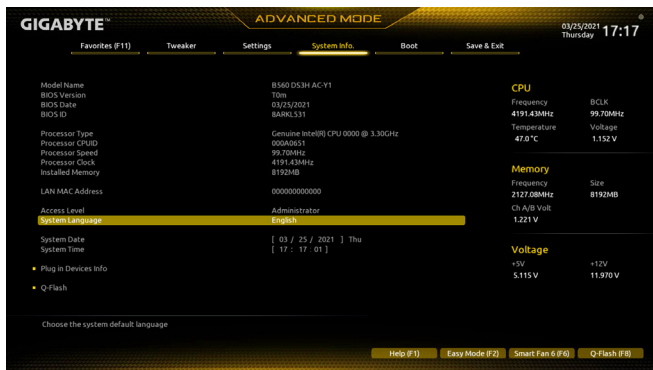 GIGABYTE™
ADVANCED MODE
03/25/2021 Thursday 17:17
Favorites (F11) Tweaker Settings System Info. Boot Save & Exit
Model Name B560 DS3H AC-Y1
BIOS Version T0m
BIOS Date 03/25/2021
BIOS ID 8ARKL531
Processor Type Genuine Intel(R) CPU 0000 @ 3.30GHz
Processor CPUID 000A0651
Processor Speed 99.70MHz
Processor Clock 4191.43MHz
Installed Memory 8192MB
LAN MAC Address 000000000000
Access Level Administrator
System Language English
System Date [ 03 / 25 / 2021 ] Thu
System Time [ 17 : 17 : 01 ]
Plug in Devices Info
Q-Flash
CPU
Frequency BCLK
4191.43MHz 99.70MHz
Temperature Voltage
47.0 °C 1.152 V
Memory
Frequency Size
2127.08MHz 8192MB
Ch A/B Volt
1.221 V
Voltage
+5V +12V
5.115 V 11.970 V
Choose the system default language
Help (F1) Easy Mode (F2) Smart Fan 6 (F6) Q-Flash (F8)